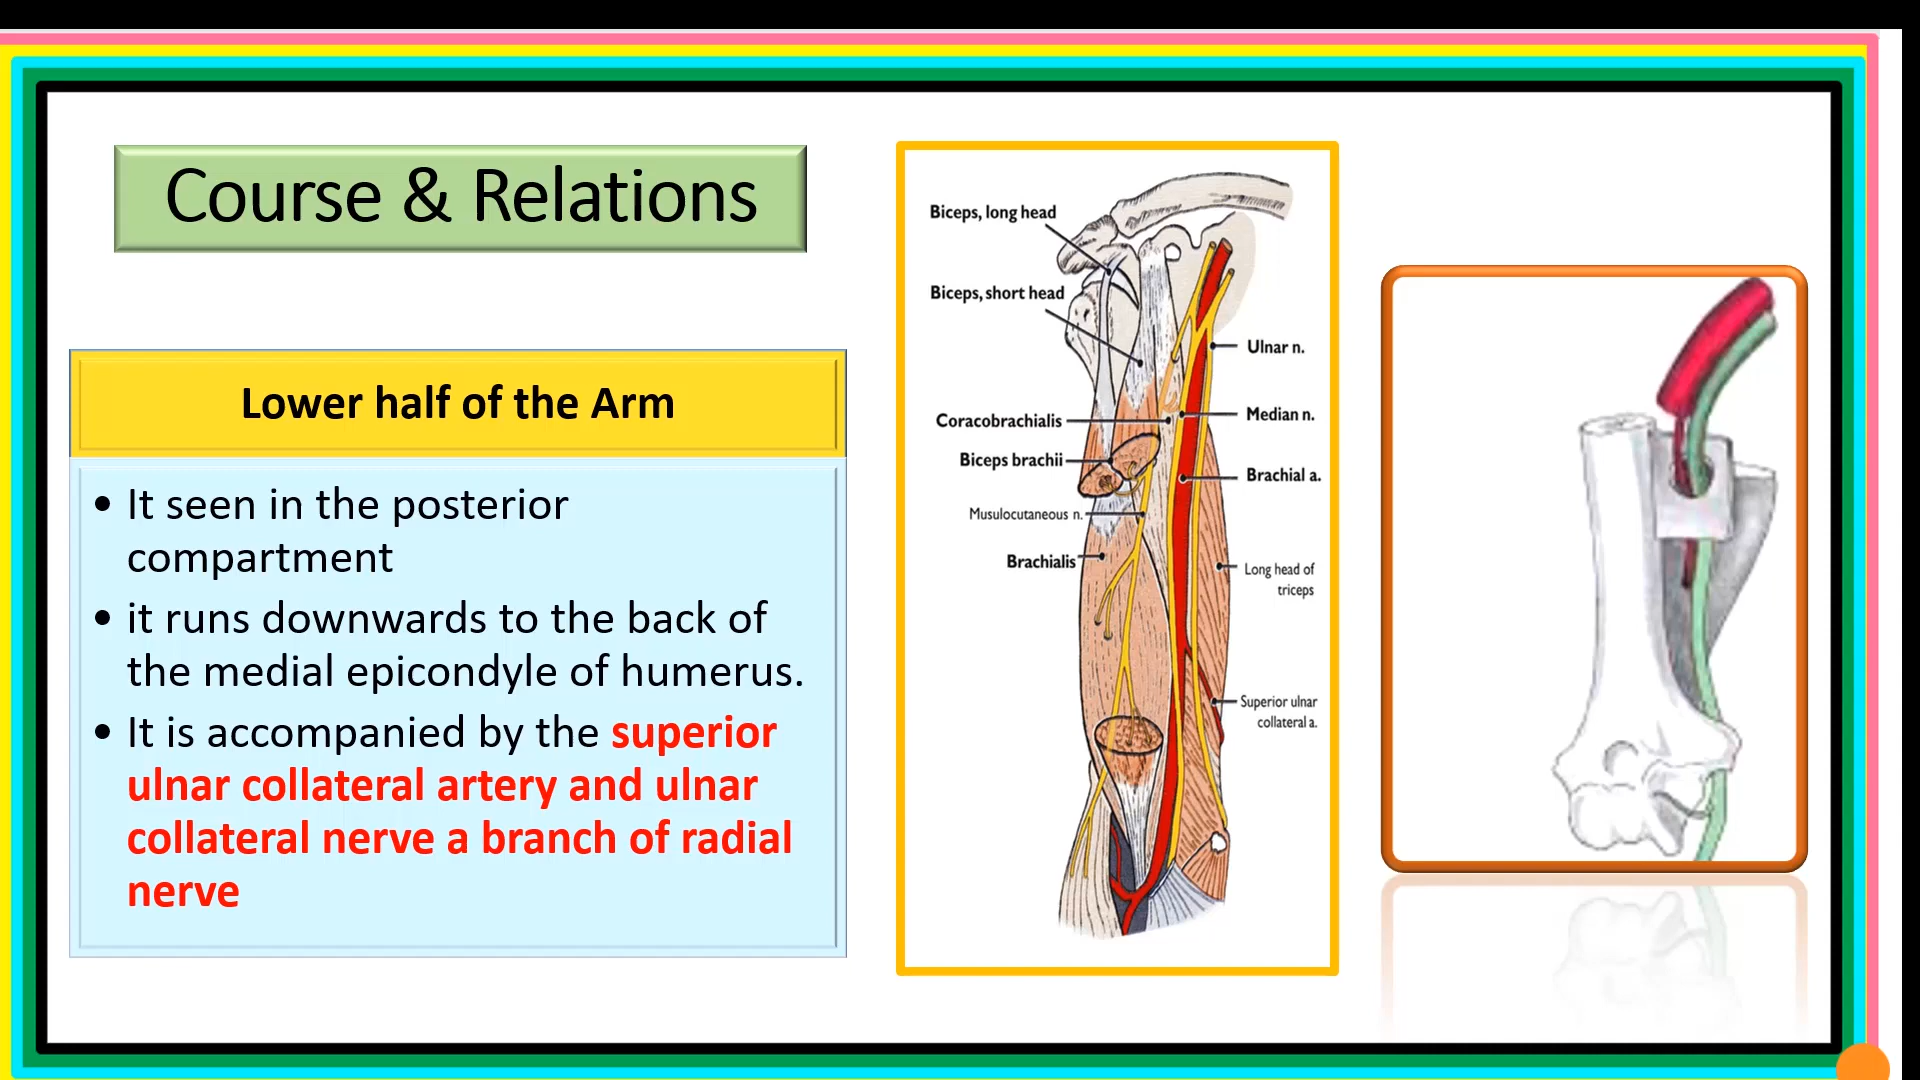 Course & Relations
Lower half of the Arm
• It seen in the posterior
compartment
• it runs downwards to the back of
the medial epicondyle of humerus.
• It is accompanied by the superior
ulnar collateral artery and ulnar
collateral nerve a branch of radial
nerve
Biceps, long head
Biceps, short head
Ulnar n.
Median n.
Coracobrachialis
Biceps brachii
Brachial a.
Musulocutaneous n.
Brachialis
Long head of
triceps
Superior ulnar
collateral a.